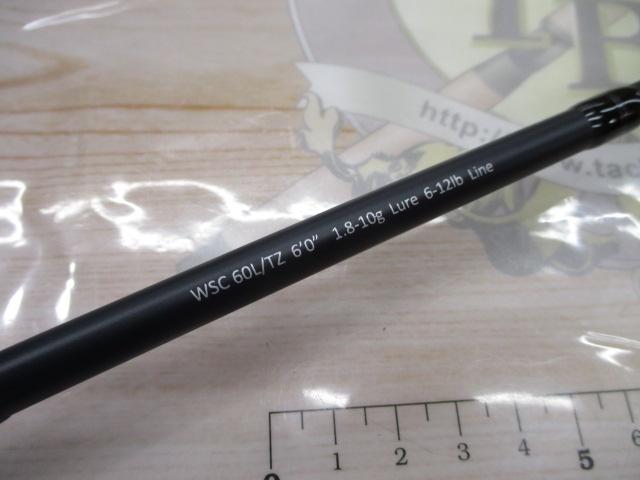 TB
http:/
w.tac
WSC 60L/TZ 6'0" 1.8-10g Lure 6-12lb Line
0 1 2 3 4 5 6